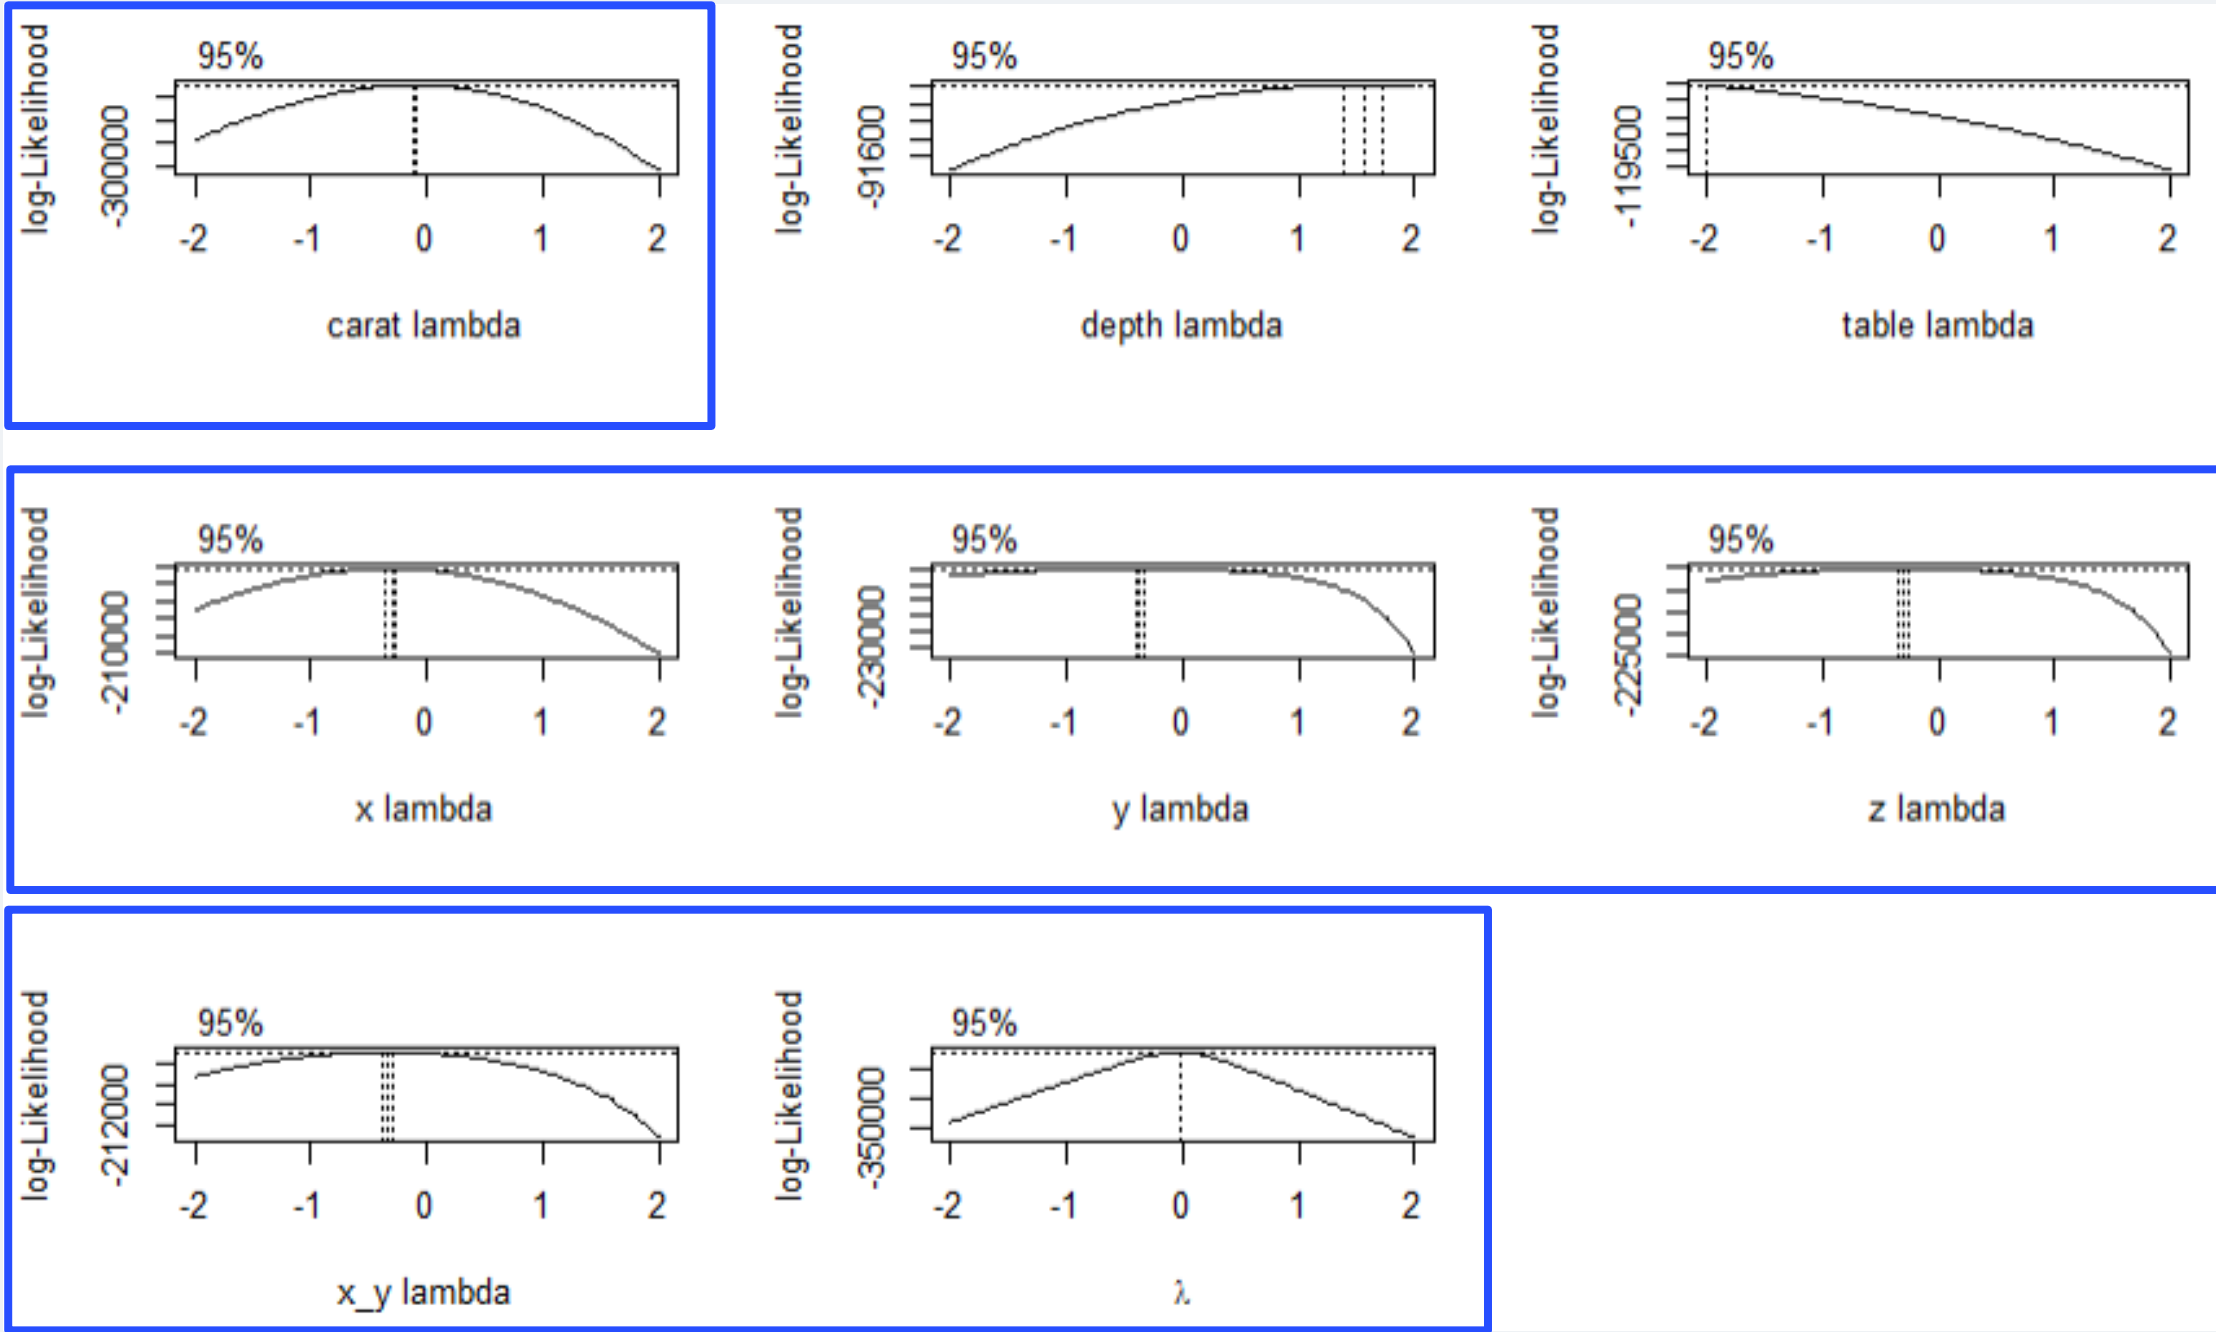 95%
log-Likelihood
-300000
-2 -1 0 1 2
carat lambda
95%
log-Likelihood
-91600
-2 -1 0 1 2
depth lambda
95%
log-Likelihood
-119500
-2 -1 0 1 2
table lambda
95%
log-Likelihood
-210000
-2 -1 0 1 2
x lambda
95%
log-Likelihood
-230000
-2 -1 0 1 2
y lambda
95%
log-Likelihood
-225000
-2 -1 0 1 2
z lambda
95%
log-Likelihood
-212000
-2 -1 0 1 2
x_y lambda
95%
log-Likelihood
-350000
-2 -1 0 1 2
λ